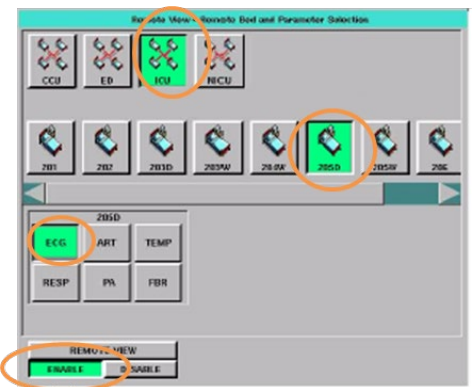 Remote View - Remote Bed and Parameter Selection
CCU ED ICU NICU
201 202 203D 203W 204W 205D 205W 206
205D
ECG ART TEMP
RESP PA FBR
REMOTE VIEW
ENABLE DISABLE